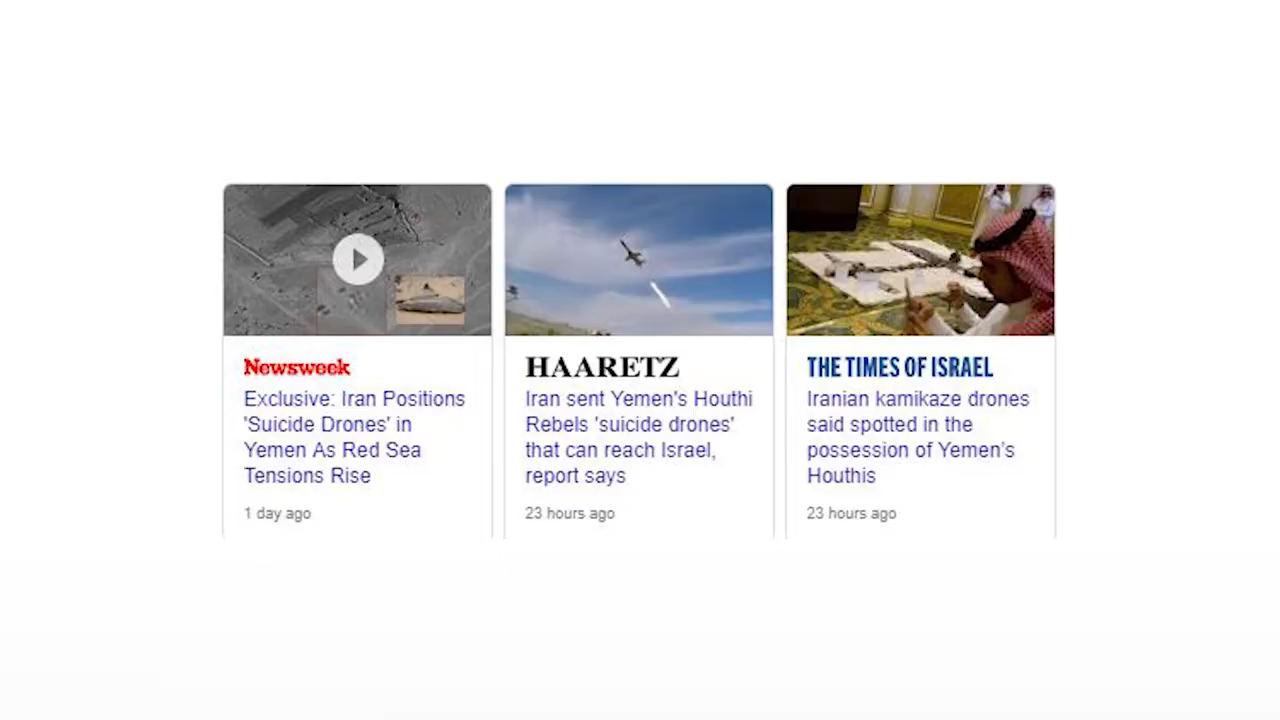 Newsweek
Exclusive: Iran Positions
'Suicide Drones' in
Yemen As Red Sea
Tensions Rise
1 day ago
HAARETZ
Iran sent Yemen's Houthi
Rebels 'suicide drones'
that can reach Israel,
report says
23 hours ago
THE TIMES OF ISRAEL
Iranian kamikaze drones
said spotted in the
possession of Yemen’s
Houthis
23 hours ago